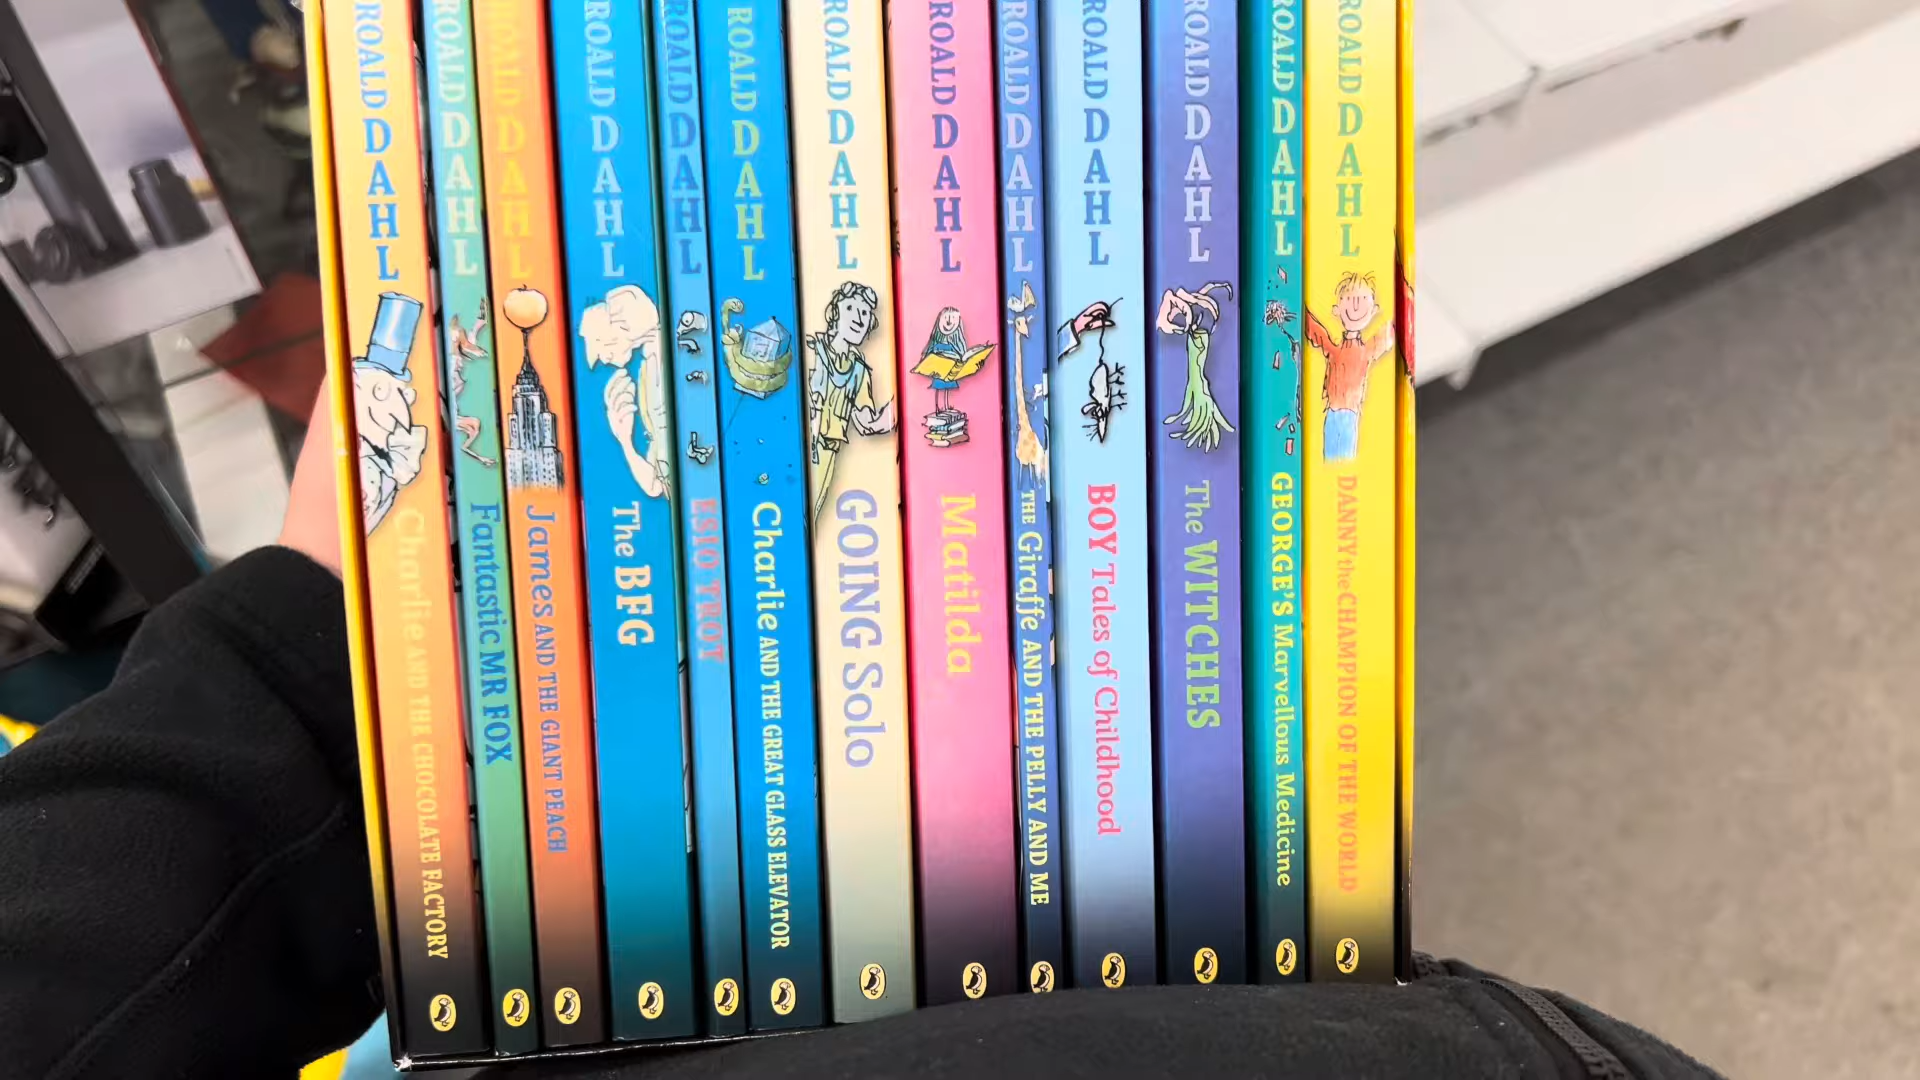 ROALD DAHL
Charlie AND THE CHOCOLATE FACTORY
ROALD DAHL
Fantastic MR FOX
ROALD DAHL
James AND THE GIANT PEACH
ROALD DAHL
The BFG
ROALD DAHL
ESIO TROT
ROALD DAHL
Charlie AND THE GREAT GLASS ELEVATOR
ROALD DAHL
GOING Solo
ROALD DAHL
Matilda
ROALD DAHL
THE Giraffe AND THE PELLY AND ME
ROALD DAHL
BOY Tales of Childhood
ROALD DAHL
The WITCHES
ROALD DAHL
GEORGE'S Marvellous Medicine
ROALD DAHL
DANNY the CHAMPION OF THE WORLD